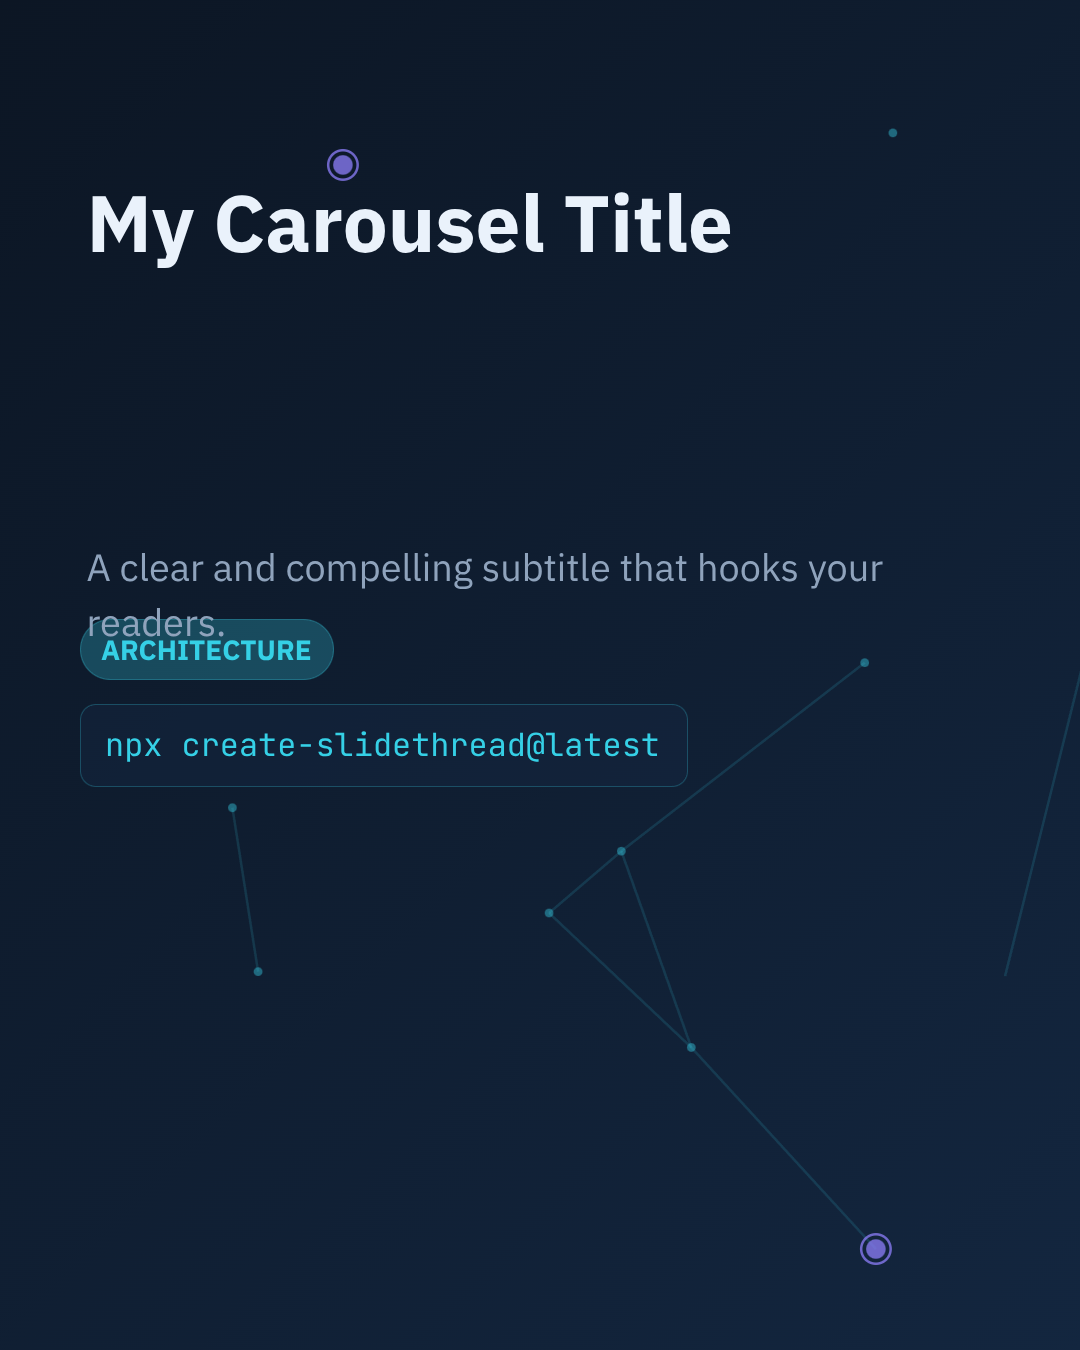 My Carousel Title
A clear and compelling subtitle that hooks your
readers.
ARCHITECTURE
npx create-slidethread@latest